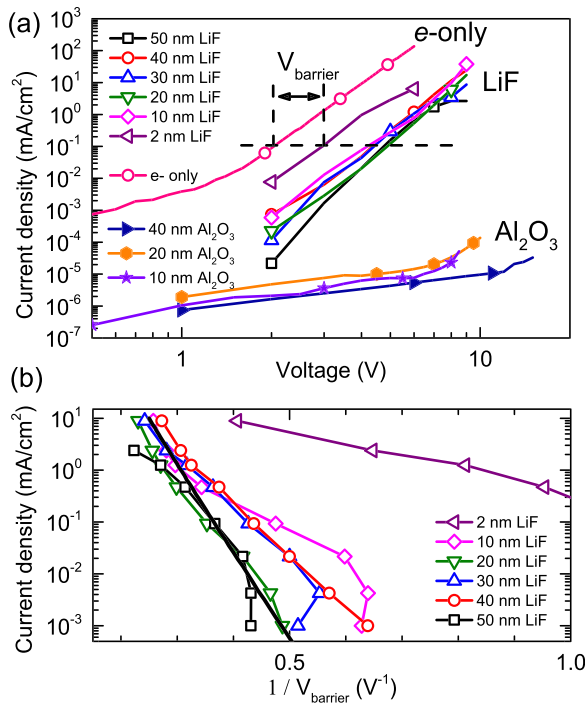 (a)
10³
10²
10¹
10⁰
10⁻¹
10⁻²
10⁻³
10⁻⁴
10⁻⁵
10⁻⁶
10⁻⁷
Current density (mA/cm²)
50 nm LiF
40 nm LiF
30 nm LiF
20 nm LiF
10 nm LiF
2 nm LiF
e- only
40 nm Al₂O₃
20 nm Al₂O₃
10 nm Al₂O₃
e-only
V_barrier
LiF
Al₂O₃
1
10
Voltage (V)
(b)
10¹
10⁰
10⁻¹
10⁻²
10⁻³
Current density (mA/cm²)
2 nm LiF
10 nm LiF
20 nm LiF
30 nm LiF
40 nm LiF
50 nm LiF
0.5
1.0
1 / V_barrier (V⁻¹)